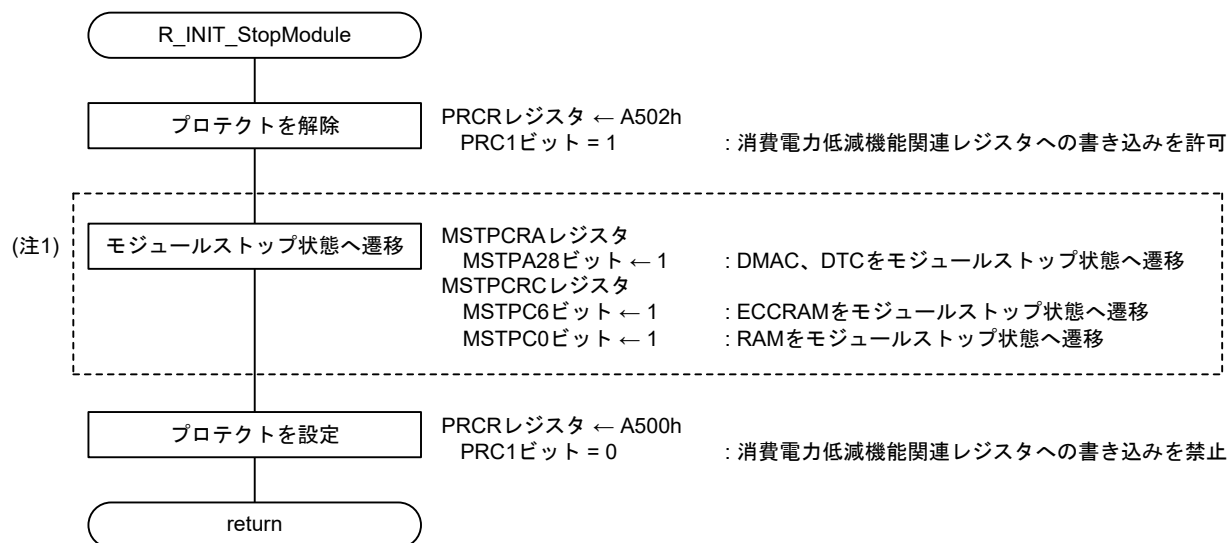 R_INIT_StopModule
プロテクトを解除
PRCRレジスタ ← A502h
PRC1ビット = 1 : 消費電力低減機能関連レジスタへの書き込みを許可
(注1)
モジュールストップ状態へ遷移
MSTPCRAレジスタ
MSTPA28ビット ← 1 : DMAC、DTCをモジュールストップ状態へ遷移
MSTPCRCレジスタ
MSTPC6ビット ← 1 : ECCRAMをモジュールストップ状態へ遷移
MSTPC0ビット ← 1 : RAMをモジュールストップ状態へ遷移
プロテクトを設定
PRCRレジスタ ← A500h
PRC1ビット = 0 : 消費電力低減機能関連レジスタへの書き込みを禁止
return